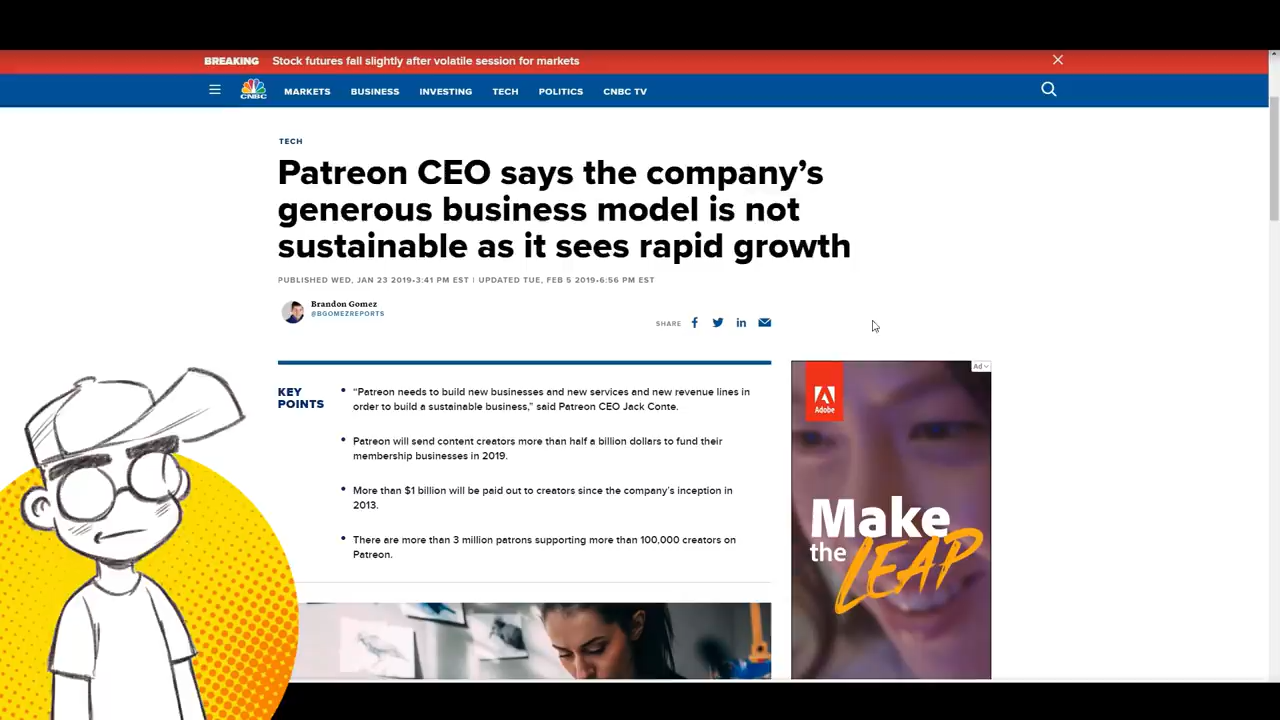 BREAKING Stock futures fall slightly after volatile session for markets
CNBC MARKETS BUSINESS INVESTING TECH POLITICS CNBC TV
TECH
Patreon CEO says the company’s
generous business model is not
sustainable as it sees rapid growth
PUBLISHED WED, JAN 23 2019•3:41 PM EST | UPDATED TUE, FEB 5 2019•6:56 PM EST
Brandon Gomez
@BGOMEZREPORTS
SHARE
KEY
POINTS
• “Patreon needs to build new businesses and new services and new revenue lines in
order to build a sustainable business,” said Patreon CEO Jack Conte.
• Patreon will send content creators more than half a billion dollars to fund their
membership businesses in 2019.
• More than $1 billion will be paid out to creators since the company’s inception in
2013.
• There are more than 3 million patrons supporting more than 100,000 creators on
Patreon.
Ad
Adobe
Make
the LEAP